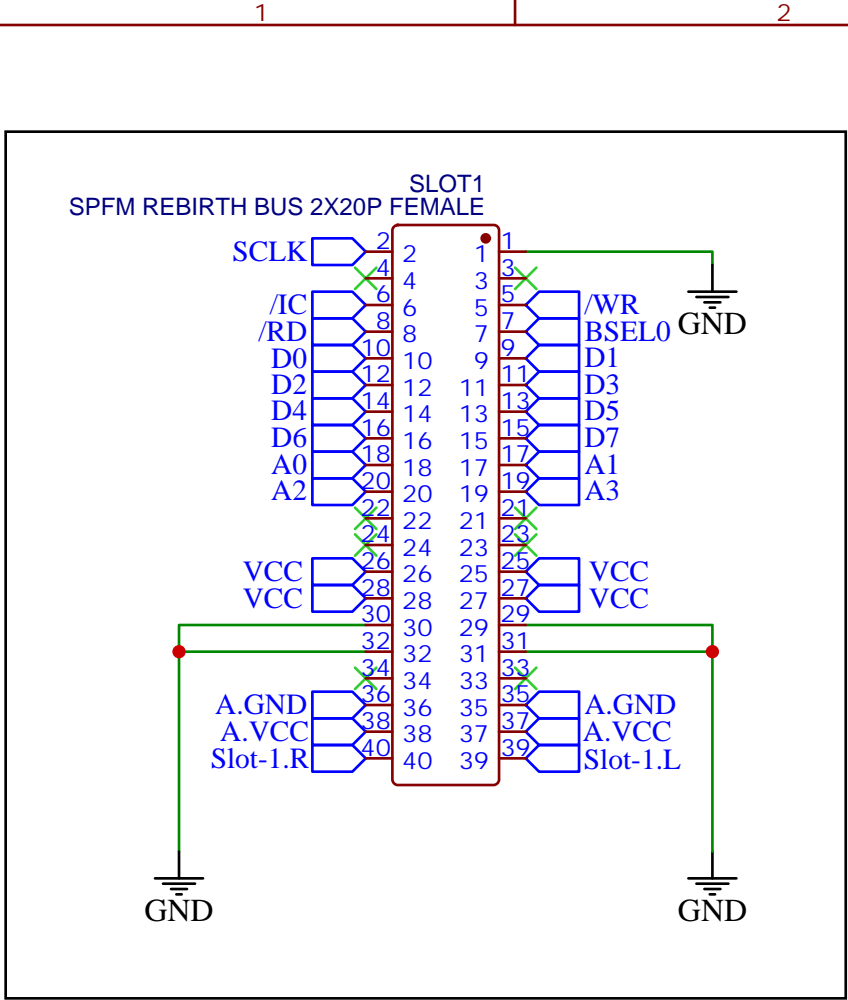 1 2
SLOT1
SPFM REBIRTH BUS 2X20P FEMALE
SCLK 2 2 1 1
4 4 3 3
/IC 6 6 5 5 /WR
/RD 8 8 7 7 BSEL0 GND
D0 10 10 9 9 D1
D2 12 12 11 11 D3
D4 14 14 13 13 D5
D6 16 16 15 15 D7
A0 18 18 17 17 A1
A2 20 20 19 19 A3
22 22 21 21
24 24 23 23
VCC 26 26 25 25 VCC
VCC 28 28 27 27 VCC
30 30 29 29
32 32 31 31
34 34 33 33
A.GND 36 36 35 35 A.GND
A.VCC 38 38 37 37 A.VCC
Slot-1.R 40 40 39 39 Slot-1.L
GND GND